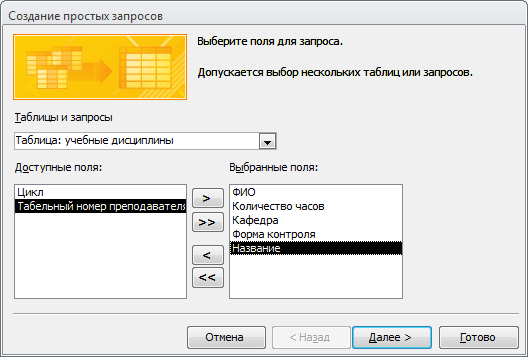 Создание простых запросов
Выберите поля для запроса.
Допускается выбор нескольких таблиц или запросов.
Таблицы и запросы
Таблица: учебные дисциплины
Доступные поля:
Выбранные поля:
Цикл
Табельный номер преподавателя
>
>>
<
<<
ФИО
Количество часов
Кафедра
Форма контроля
Название
Отмена
< Назад
Далее >
Готово